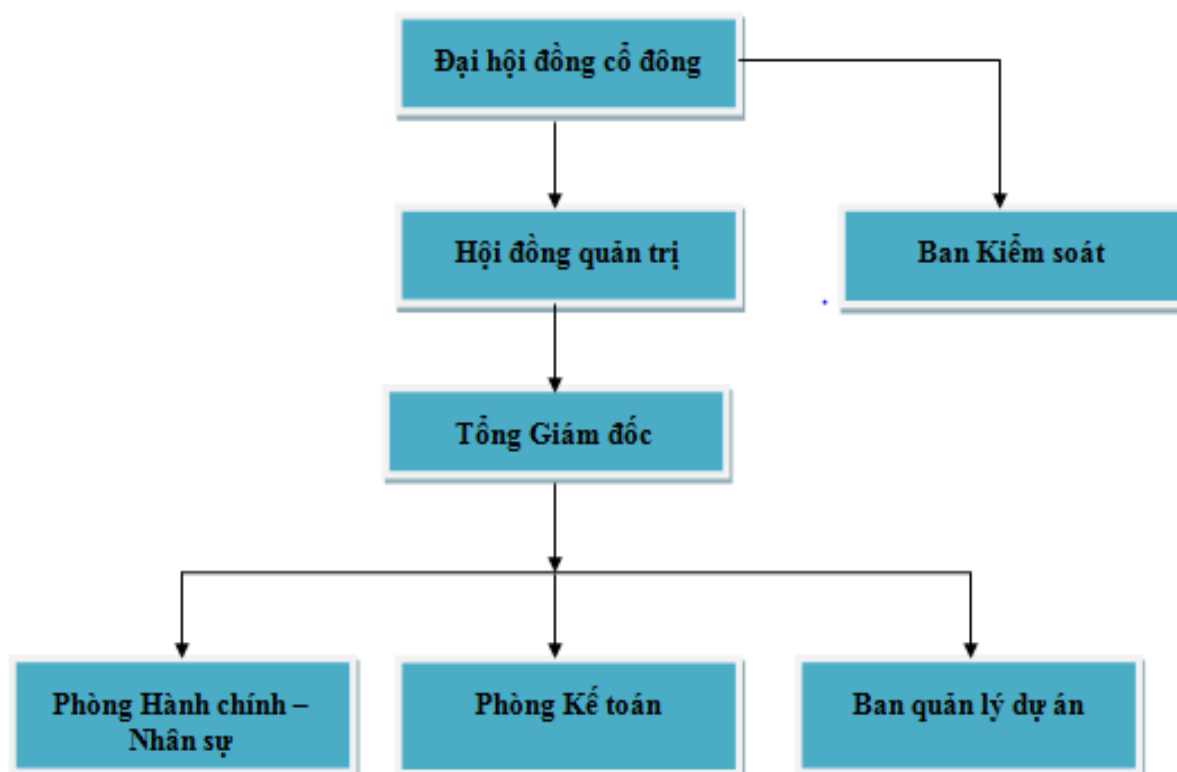 Đại hội đồng cổ đông
Hội đồng quản trị
Ban Kiểm soát
Tổng Giám đốc
Phòng Hành chính –
Nhân sự
Phòng Kế toán
Ban quản lý dự án